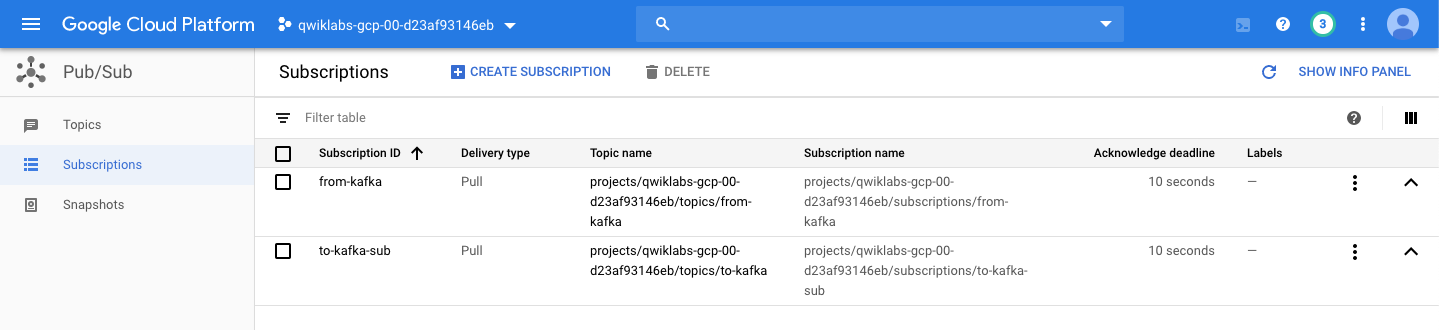 Google Cloud Platform qwiklabs-gcp-00-d23af93146eb 3
Pub/Sub Subscriptions CREATE SUBSCRIPTION DELETE SHOW INFO PANEL
Topics
Subscriptions
Snapshots
Filter table
Subscription ID Delivery type Topic name Subscription name Acknowledge deadline Labels
from-kafka Pull projects/qwiklabs-gcp-00- projects/qwiklabs-gcp-00- 10 seconds —
d23af93146eb/topics/from- d23af93146eb/subscriptions/from-
kafka kafka
to-kafka-sub Pull projects/qwiklabs-gcp-00- projects/qwiklabs-gcp-00- 10 seconds —
d23af93146eb/topics/to-kafka d23af93146eb/subscriptions/to-kafka-
sub